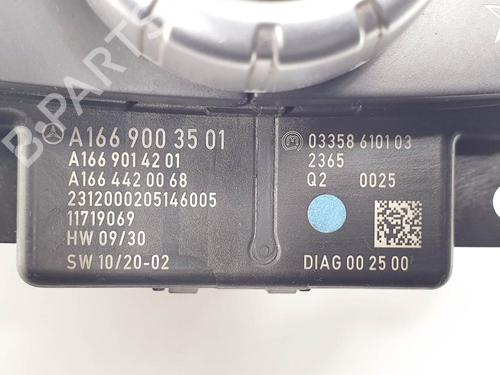 B-PARTS
A166 900 35 01
A166 901 42 01
A166 442 00 68
2312000205146005
11719069
HW 09/30
SW 10/20-02
03358 6101 03
2365
Q2 0025
DIAG 00 25 00